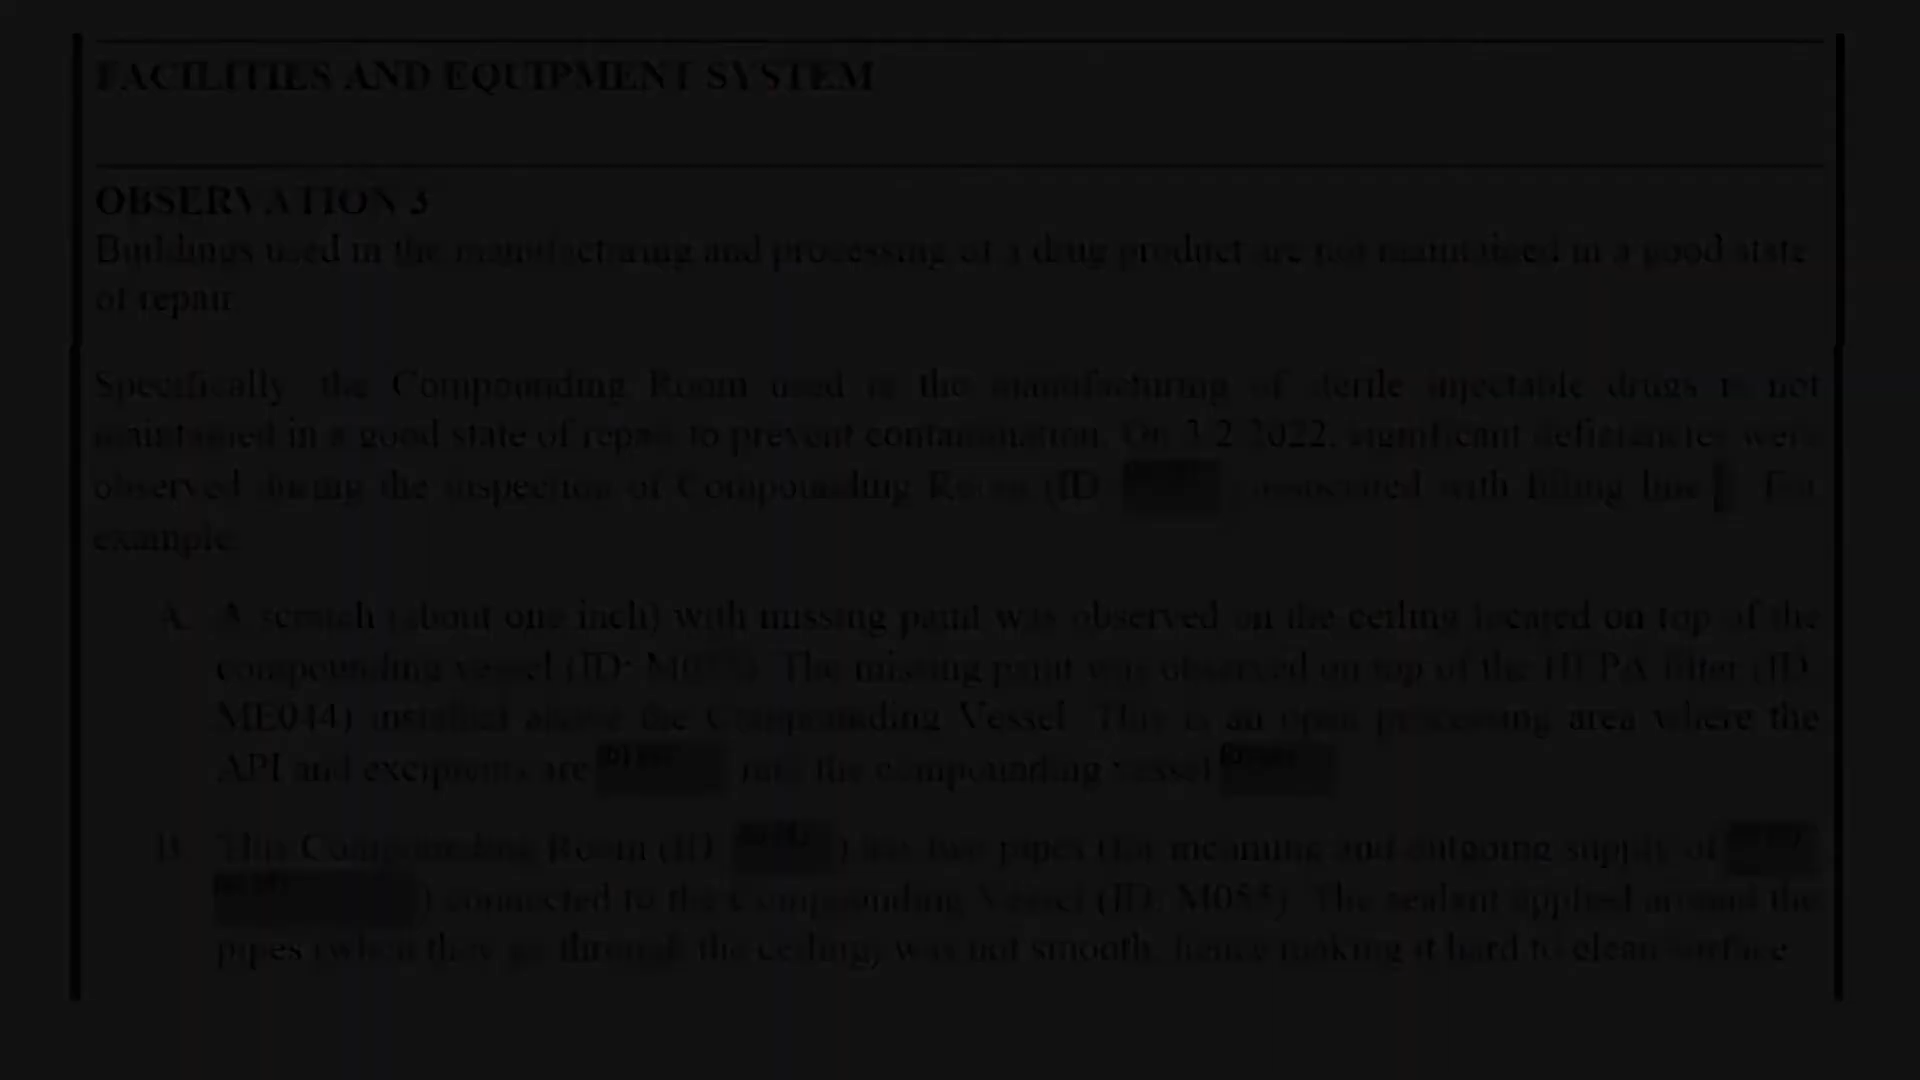 FACILITIES AND EQUIPMENT SYSTEM
OBSERVATION 3
Buildings used in the manufacturing and processing of a drug product are not maintained in a good state
of repair
Specifically the Compounding Room used in the manufacturing of sterile injectable drugs is not
maintained in a good state of repair to prevent contamination. On 3/2/2022, significant deficiencies were
observed during the inspection of Compounding Room (ID associated with filling line For
example
A. A scratch (about one inch) with missing paint was observed on the ceiling located on top of the
compounding vessel (ID: The missing paint was observed on top of the HEPA filter (ID
ME044) installed above the Compounding Vessel. This is an open processing area where the
API and excipients are into the compounding vessel
B. This Compounding Room (ID ) has two pipes (for incoming and outgoing supply of
) connected to the Compounding Vessel (ID: M055). The sealant applied around the
pipes (when they go through the ceiling) was not smooth, hence making it hard to clean surface